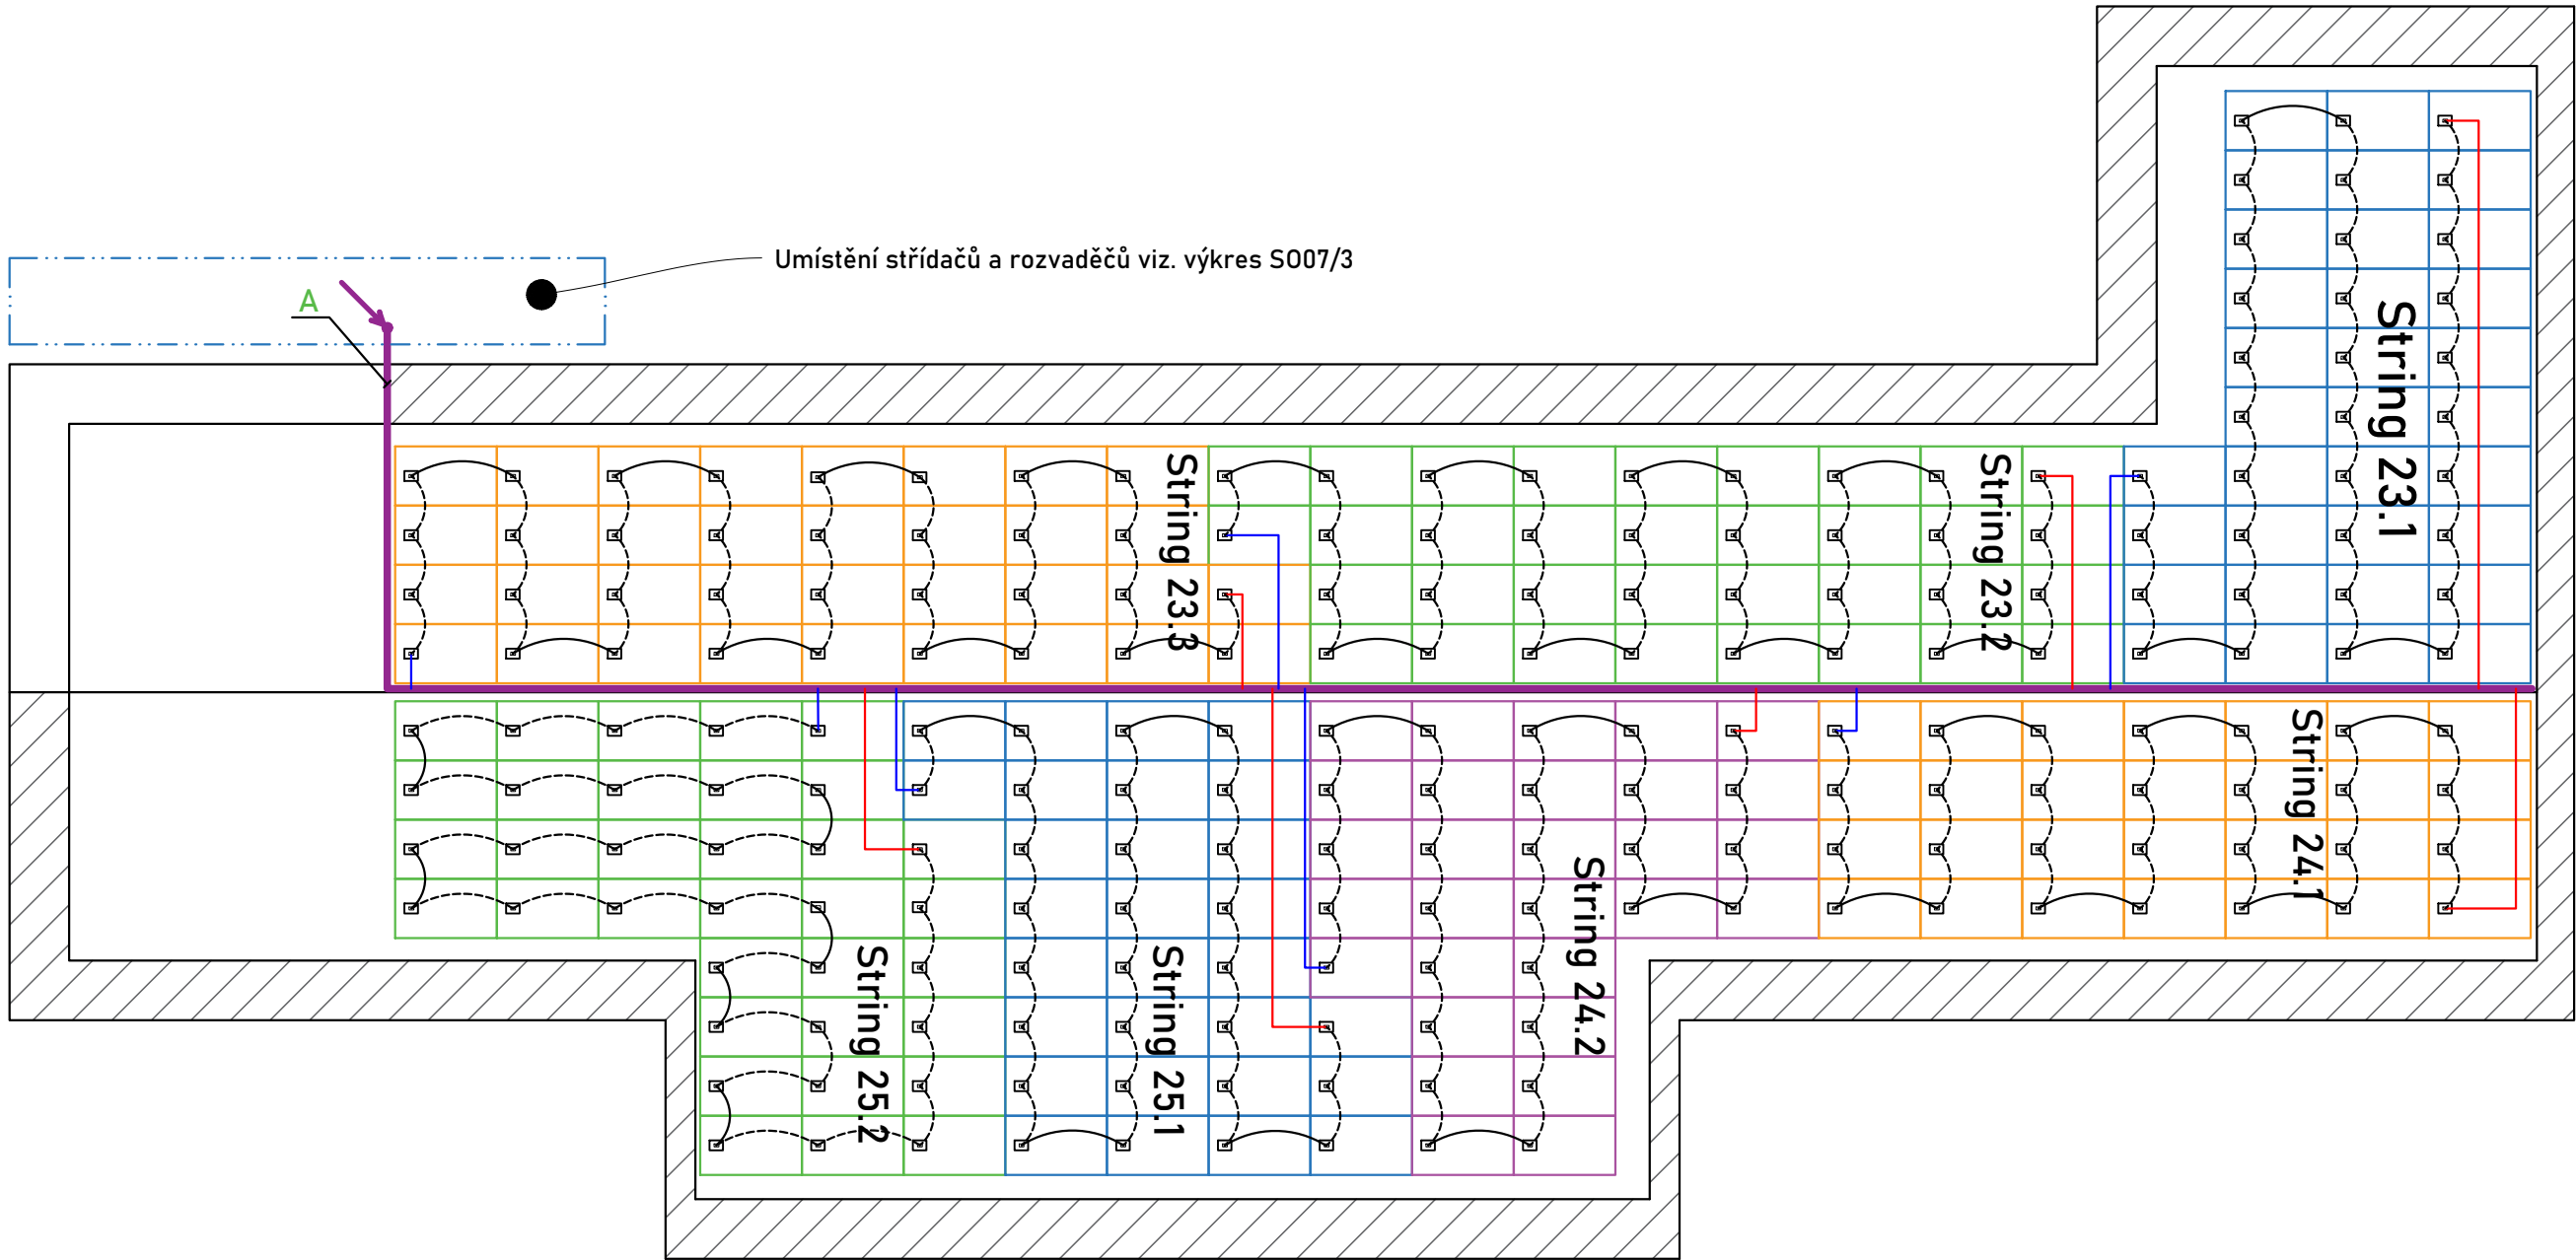 Umístění střídačů a rozvaděčů viz. výkres SO07/3
A
String 23.1
String 23.3
String 23.2
String 24.1
String 24.2
String 25.2
String 25.1